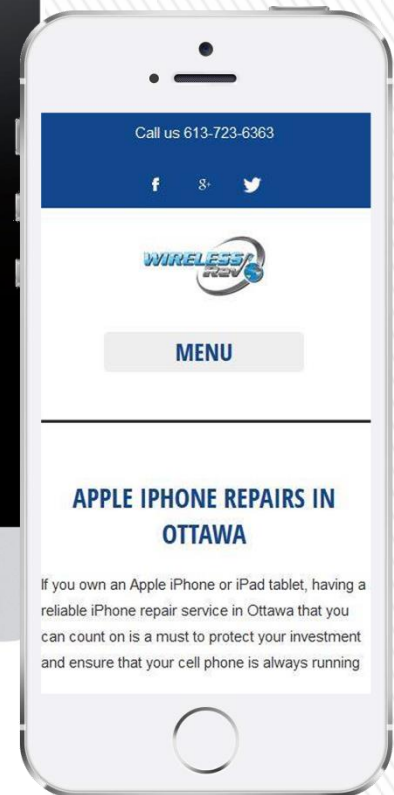 Call us 613-723-6363
f 8+
WIRELESS
Rev
MENU
APPLE IPHONE REPAIRS IN
OTTAWA
If you own an Apple iPhone or iPad tablet, having a
reliable iPhone repair service in Ottawa that you
can count on is a must to protect your investment
and ensure that your cell phone is always running